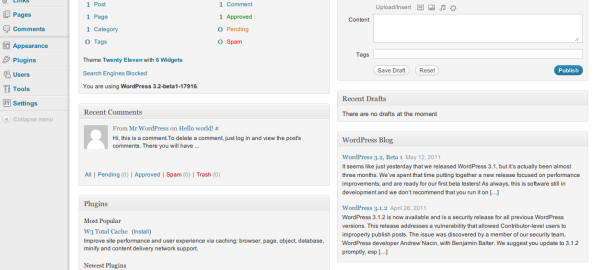 Links
Pages
Comments
Appearance
Plugins
Users
Tools
Settings
Collapse menu
1 Post
1 Comment
1 Page
1 Approved
1 Category
0 Pending
0 Tags
0 Spam
Theme Twenty Eleven with 6 Widgets
Search Engines Blocked
You are using WordPress 3.2-beta1-17916.
Recent Comments
From Mr WordPress on Hello world! #
Hi, this is a comment.To delete a comment, just log in and view the post's
comments. There you will have ...
All | Pending (0) | Approved | Spam (0) | Trash (0)
Plugins
Most Popular
W3 Total Cache (Install)
Improve site performance and user experience via caching: browser, page, object, database,
minify and content delivery network support.
Newest Plugins
Upload/Insert
Content
Tags
Save Draft
Reset
Publish
Recent Drafts
There are no drafts at the moment
WordPress Blog
WordPress 3.2, Beta 1 May 12, 2011
It seems like just yesterday that we released WordPress 3.1, but it's actually been almost
three months. We've spent that time putting together a new release focused on performance
improvements, and are ready for our first beta testers! As always, this is software still in
development and we don't recommend that you run it on [...]
WordPress 3.1.2 April 26, 2011
WordPress 3.1.2 is now available and is a security release for all previous WordPress
versions. This release addresses a vulnerability that allowed Contributor-level users to
improperly publish posts. The issue was discovered by a member of our security team,
WordPress developer Andrew Nacin, with Benjamin Balter. We suggest you update to 3.1.2
promptly, esp [...]